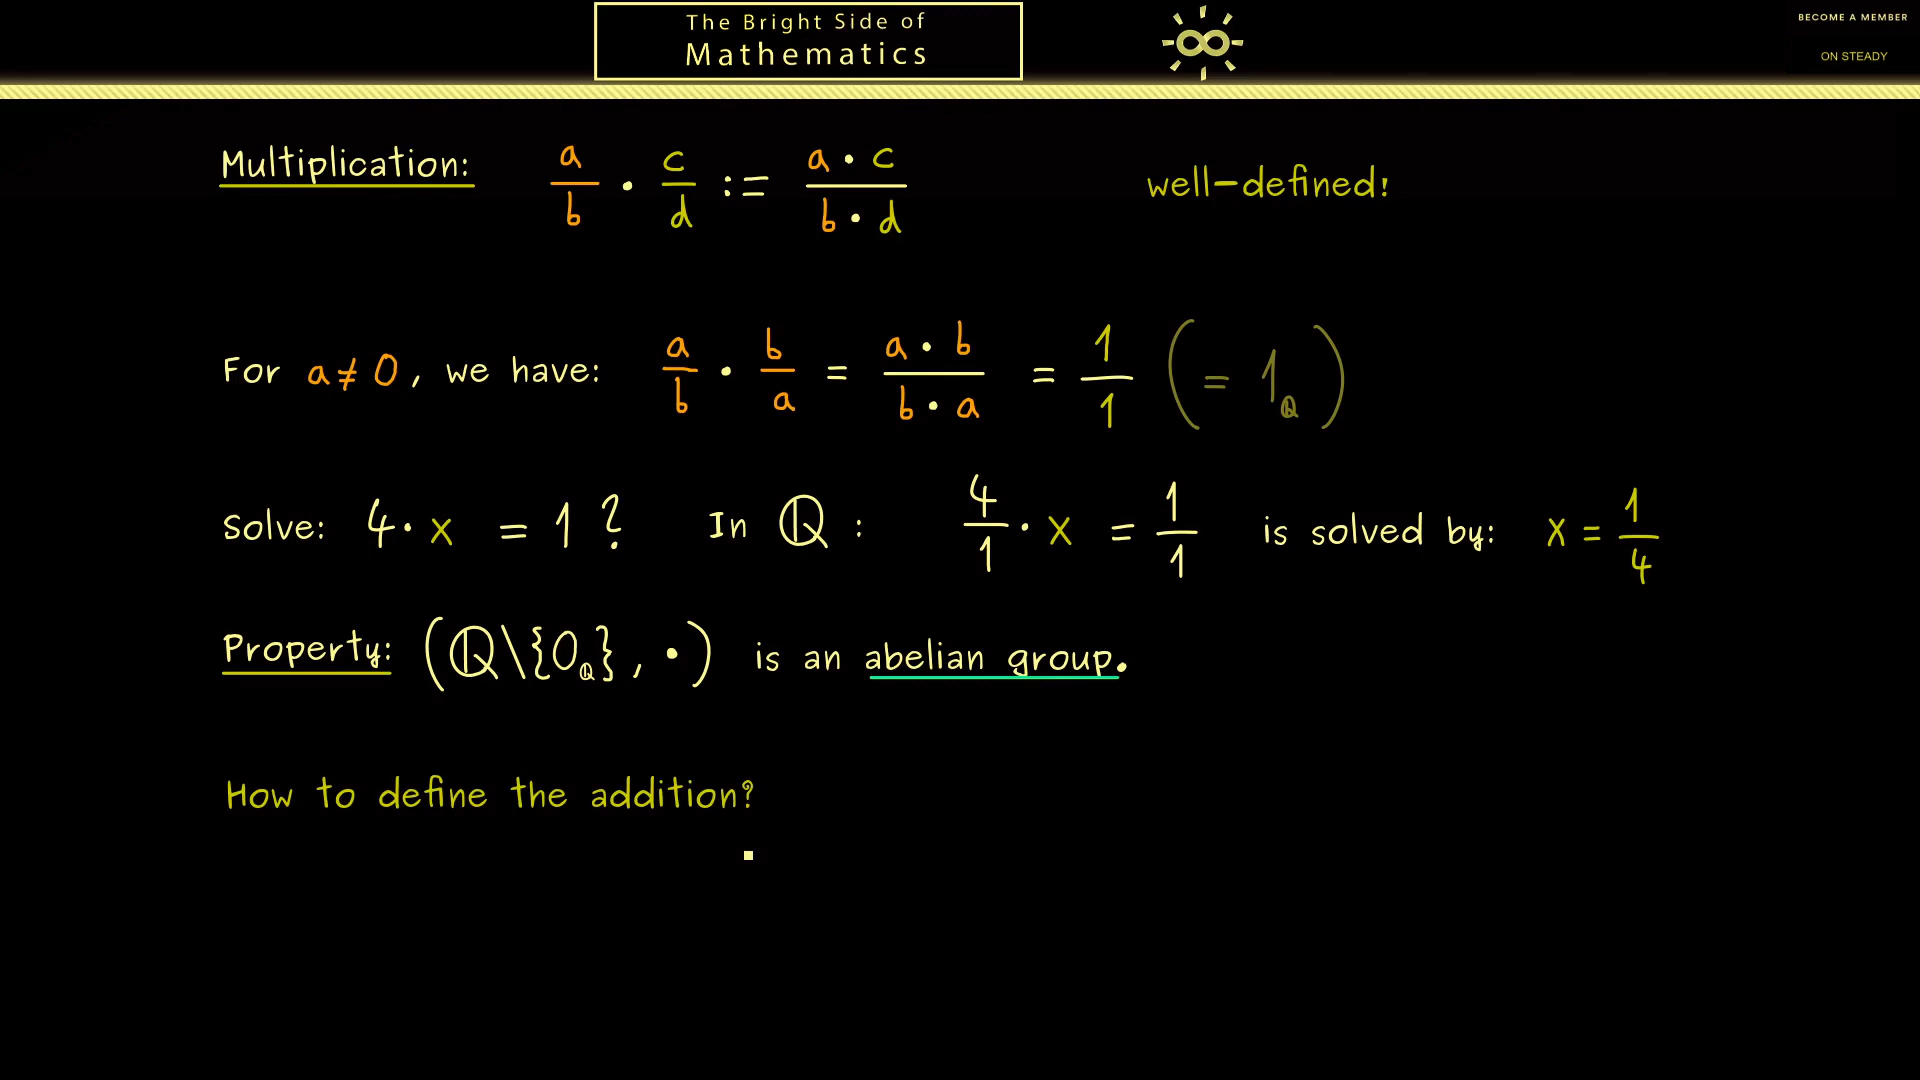 The Bright Side of
Mathematics
BECOME A MEMBER
ON STEADY
Multiplication: a/b · c/d := a · c / b · d well-defined!
For a ≠ 0, we have: a/b · b/a = a · b / b · a = 1/1 ( = 1_ℚ )
Solve: 4 · x = 1 ? In ℚ : 4/1 · x = 1/1 is solved by: x = 1/4
Property: (ℚ\{0_ℚ}, ·) is an abelian group.
How to define the addition?